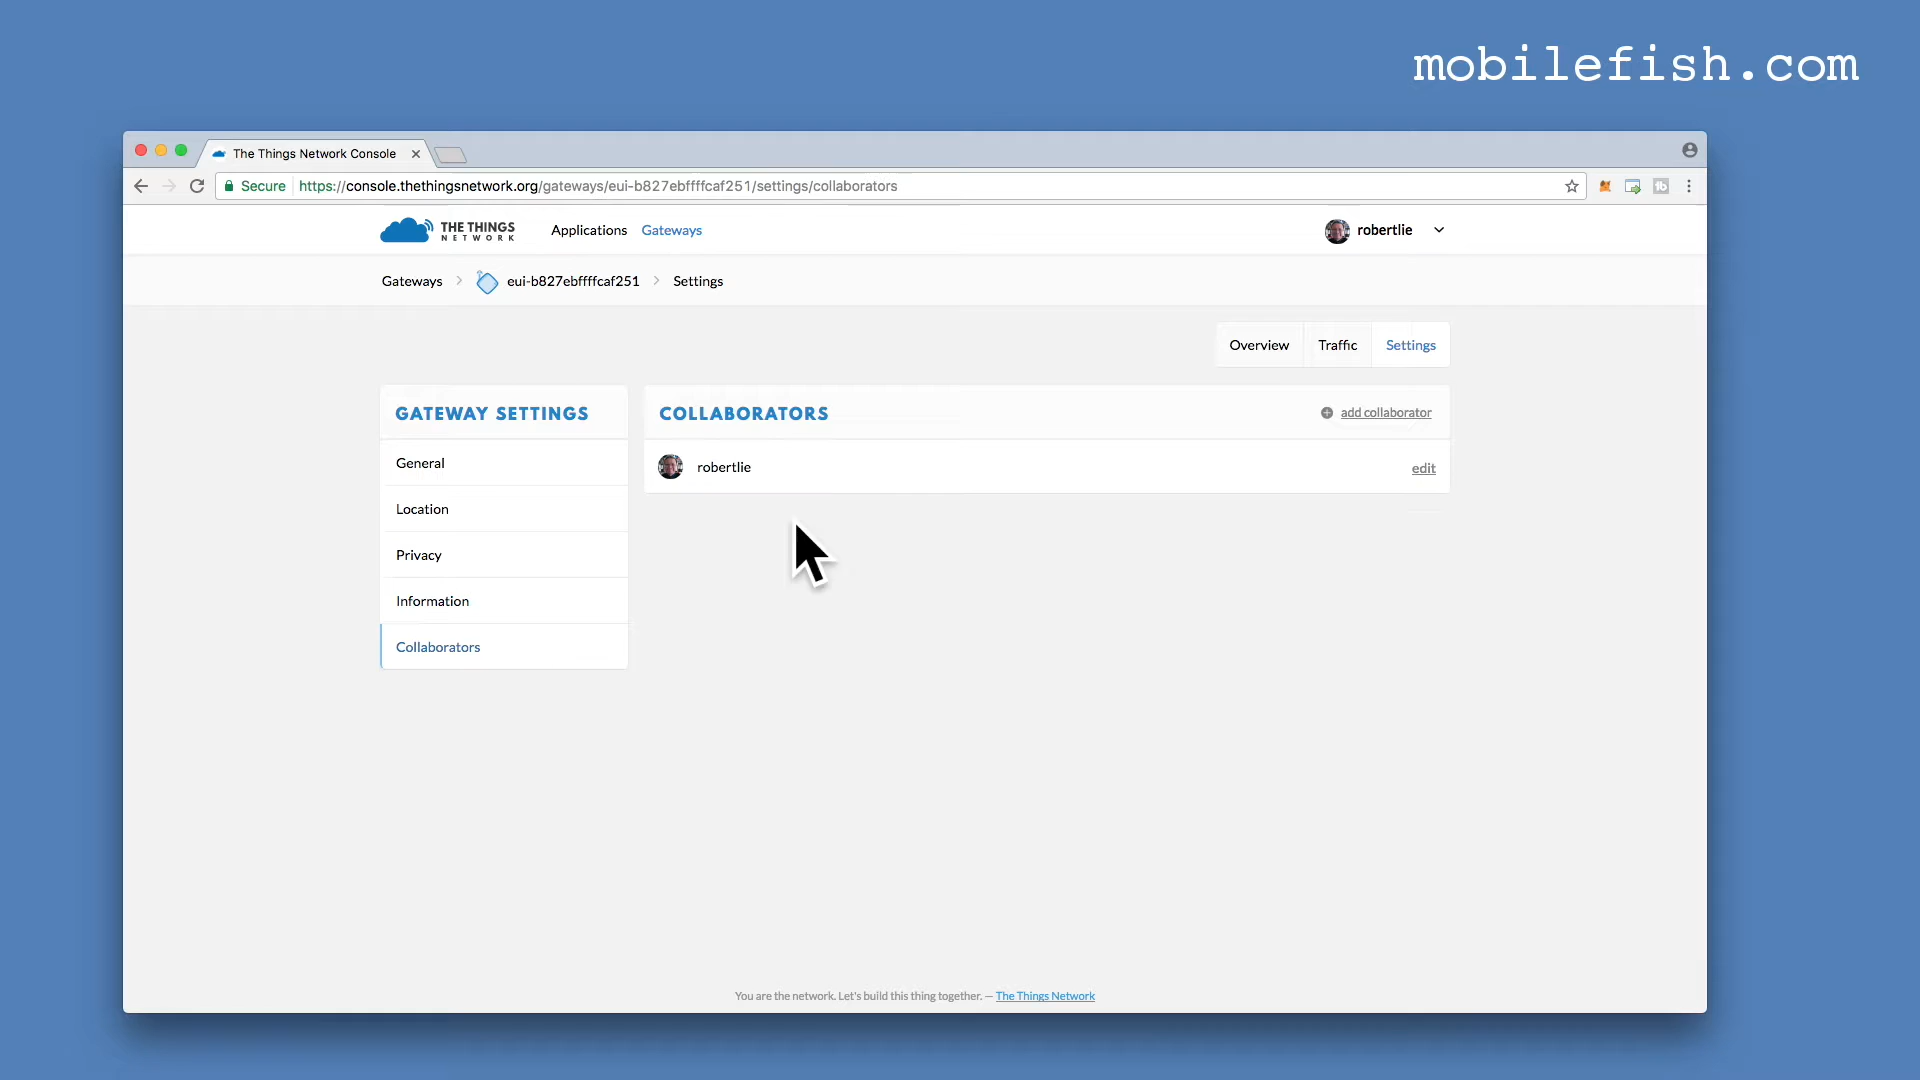 mobilefish.com
The Things Network Console
Secure https://console.thethingsnetwork.org/gateways/eui-b827ebffffcaf251/settings/collaborators
THE THINGS
NETWORK
Applications Gateways
robertlie
Gateways eui-b827ebffffcaf251 Settings
Overview Traffic Settings
GATEWAY SETTINGS
General
Location
Privacy
Information
Collaborators
COLLABORATORS
add collaborator
robertlie
edit
You are the network. Let's build this thing together. — The Things Network